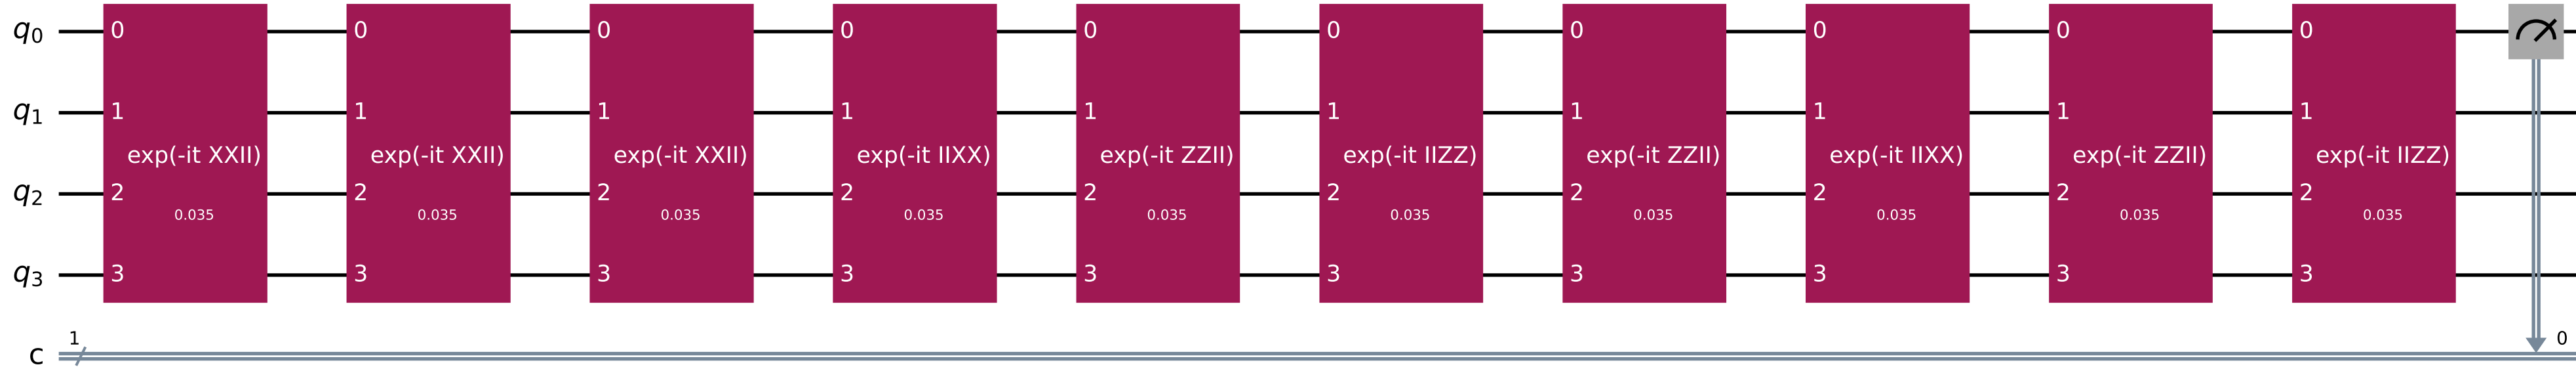 q0 0 0 0 0 0 0 0 0 0 0
q1 1 1 1 1 1 1 1 1 1 1
exp(-it XXII) exp(-it XXII) exp(-it XXII) exp(-it IIXX) exp(-it ZZII) exp(-it IIZZ) exp(-it ZZII) exp(-it IIXX) exp(-it ZZII) exp(-it IIZZ)
q2 2 2 2 2 2 2 2 2 2 2
0.035 0.035 0.035 0.035 0.035 0.035 0.035 0.035 0.035 0.035
q3 3 3 3 3 3 3 3 3 3 3
1 0
c